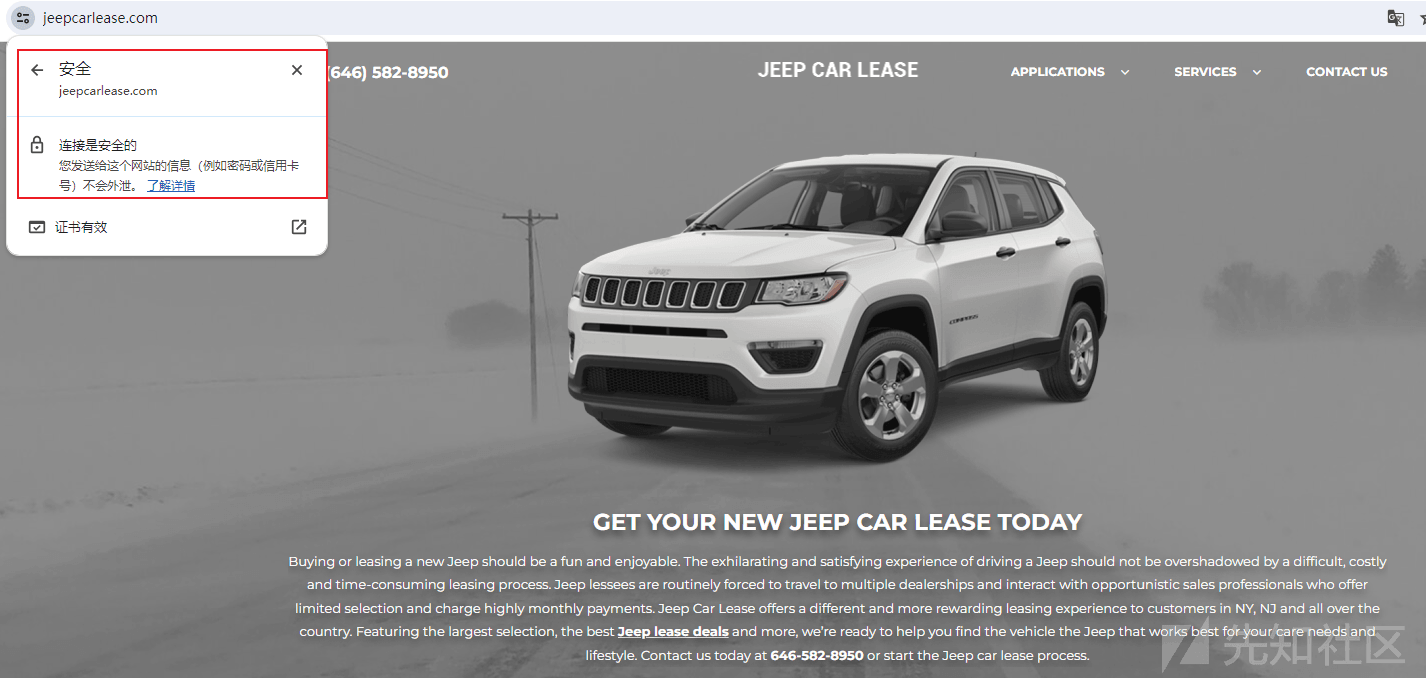 jeepcarlease.com
安全
jeepcarlease.com
连接是安全的
您发送给这个网站的信息（例如密码或信用卡
号）不会外泄。 了解详情
证书有效
(646) 582-8950
JEEP CAR LEASE
APPLICATIONS
SERVICES
CONTACT US
Jeep
COMPASS
GET YOUR NEW JEEP CAR LEASE TODAY
Buying or leasing a new Jeep should be a fun and enjoyable. The exhilarating and satisfying experience of driving a Jeep should not be overshadowed by a difficult, costly
and time-consuming leasing process. Jeep lessees are routinely forced to travel to multiple dealerships and interact with opportunistic sales professionals who offer
limited selection and charge highly monthly payments. Jeep Car Lease offers a different and more rewarding leasing experience to customers in NY, NJ and all over the
country. Featuring the largest selection, the best Jeep lease deals and more, we’re ready to help you find the vehicle the Jeep that works best for your care needs and
lifestyle. Contact us today at 646-582-8950 or start the Jeep car lease process.
先知社区